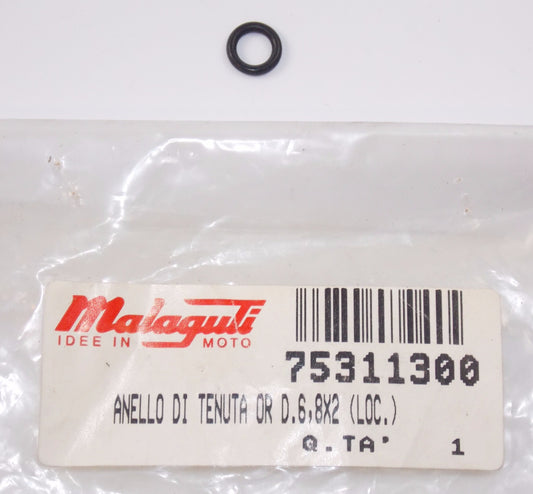 Malaguti
IDEE IN MOTO
75311300
ANELLO DI TENUTA OR D.6,8X2 (LOC.)
Q.TA' 1